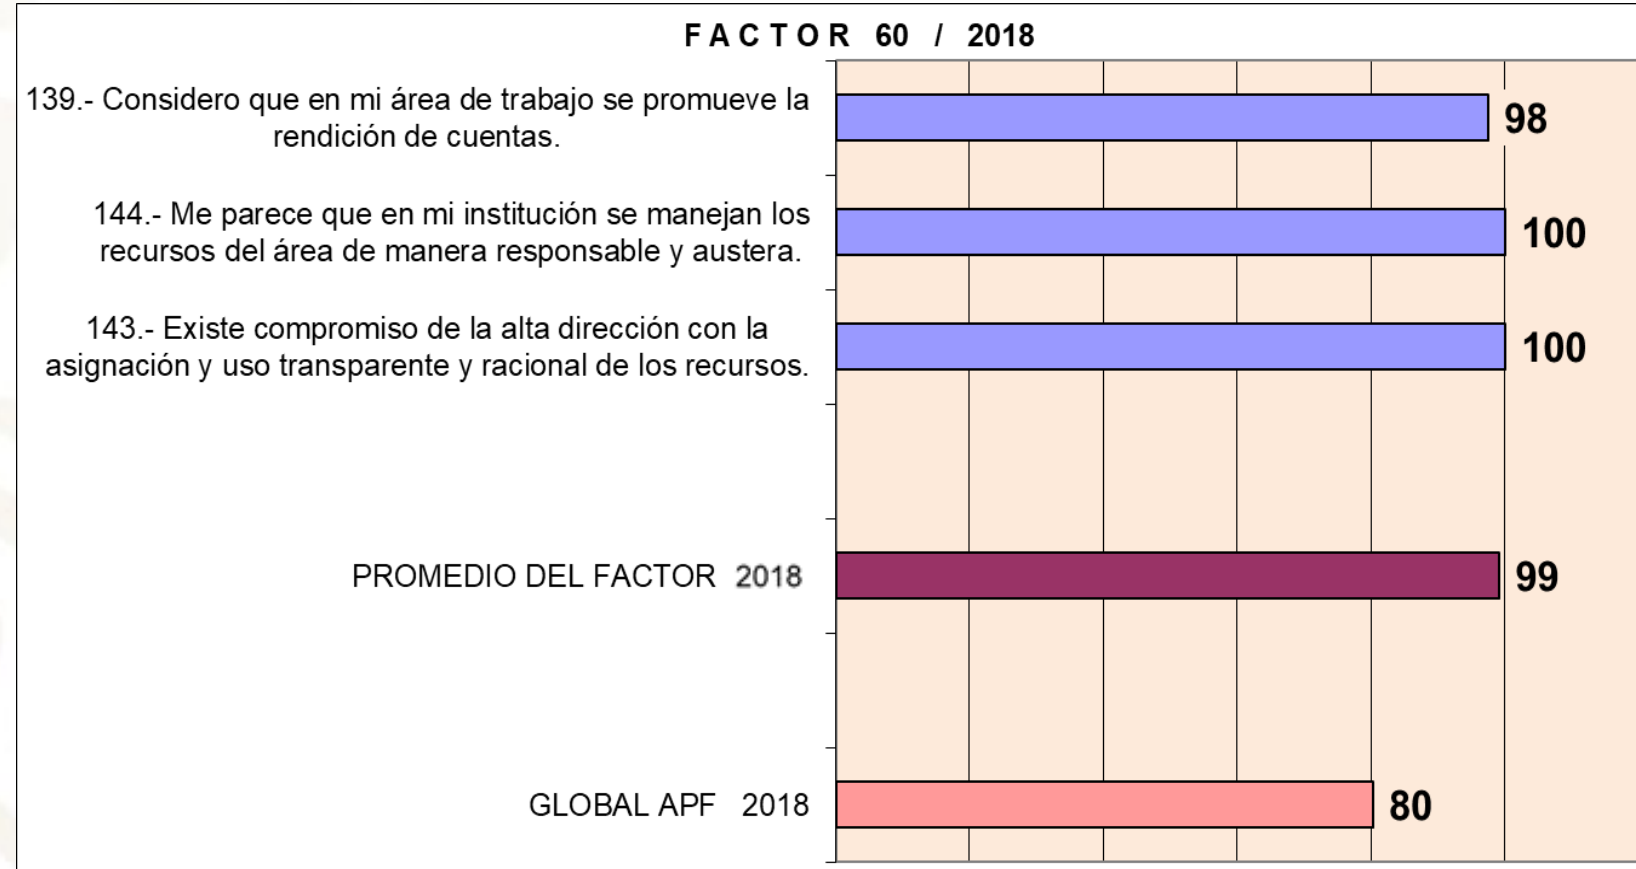 F A C T O R 60 / 2018
139.- Considero que en mi área de trabajo se promueve la
rendición de cuentas.
98
144.- Me parece que en mi institución se manejan los
recursos del área de manera responsable y austera.
100
143.- Existe compromiso de la alta dirección con la
asignación y uso transparente y racional de los recursos.
100
PROMEDIO DEL FACTOR 2018
99
GLOBAL APF 2018
80